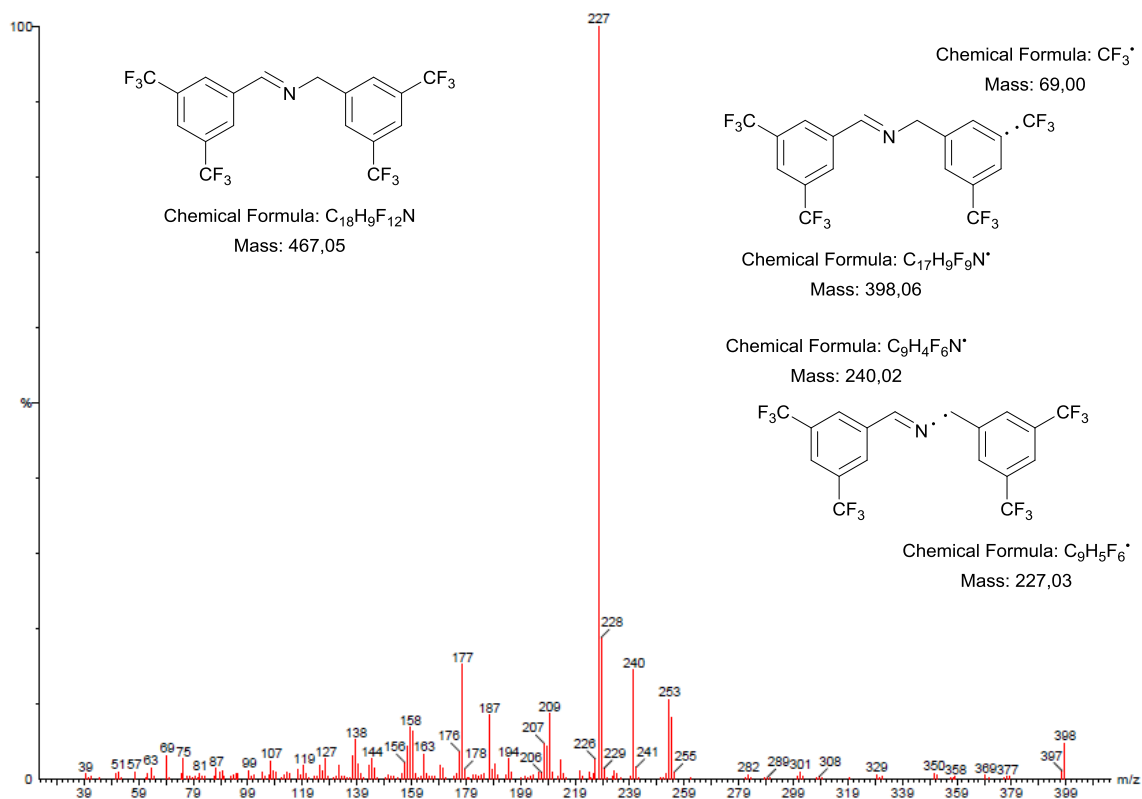 100
227
F₃C
N
CF₃
CF₃
CF₃
Chemical Formula: C₁₈H₉F₁₂N
Mass: 467,05
Chemical Formula: CF₃•
Mass: 69,00
F₃C
N
CF₃
CF₃
CF₃
Chemical Formula: C₁₇H₉F₉N•
Mass: 398,06
Chemical Formula: C₉H₄F₆N•
Mass: 240,02
F₃C
N
CF₃
CF₃
CF₃
Chemical Formula: C₉H₅F₆•
Mass: 227,03
%
228
177
240
253
187
209
138
158
207
398
39
51
57
63
69
75
81
87
99
107
119
127
144
156
163
176
178
194
206
226
229
241
255
282
289
301
308
329
350
358
369
377
397
0
m/z
39 59 79 99 119 139 159 179 199 219 239 259 279 299 319 339 359 379 399